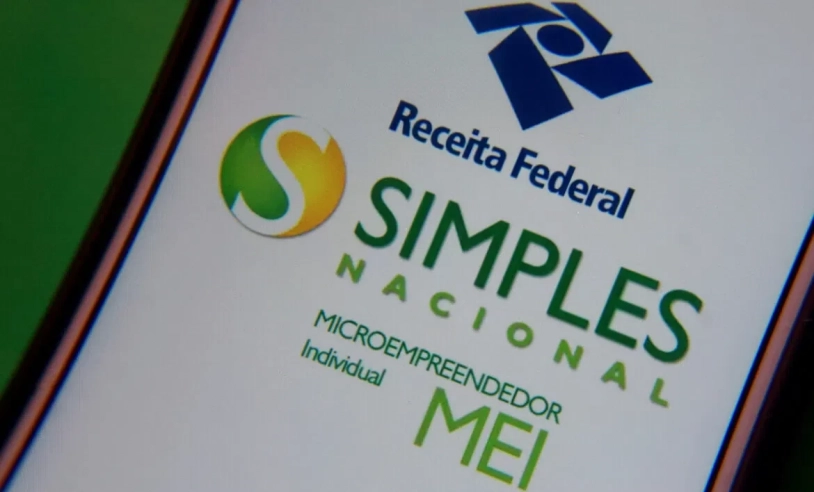 Receita Federal
SIMPLES
NACIONAL
MICROEMPREENDEDOR
Individual
MEI